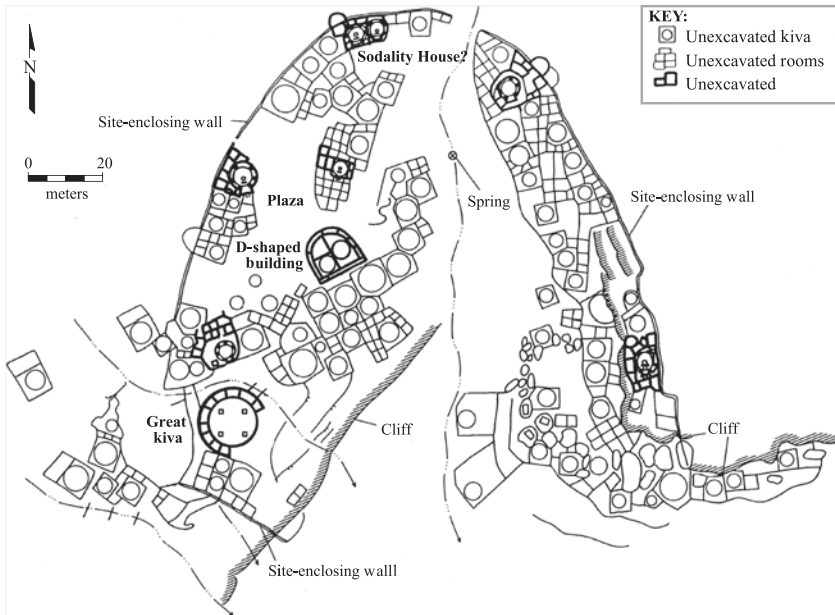 KEY:
Unexcavated kiva
Unexcavated rooms
Unexcavated
N
0 20
meters
Sodality House?
Site-enclosing wall
Plaza
D-shaped
building
Spring
Site-enclosing wall
Great
kiva
Cliff
Cliff
Site-enclosing walll